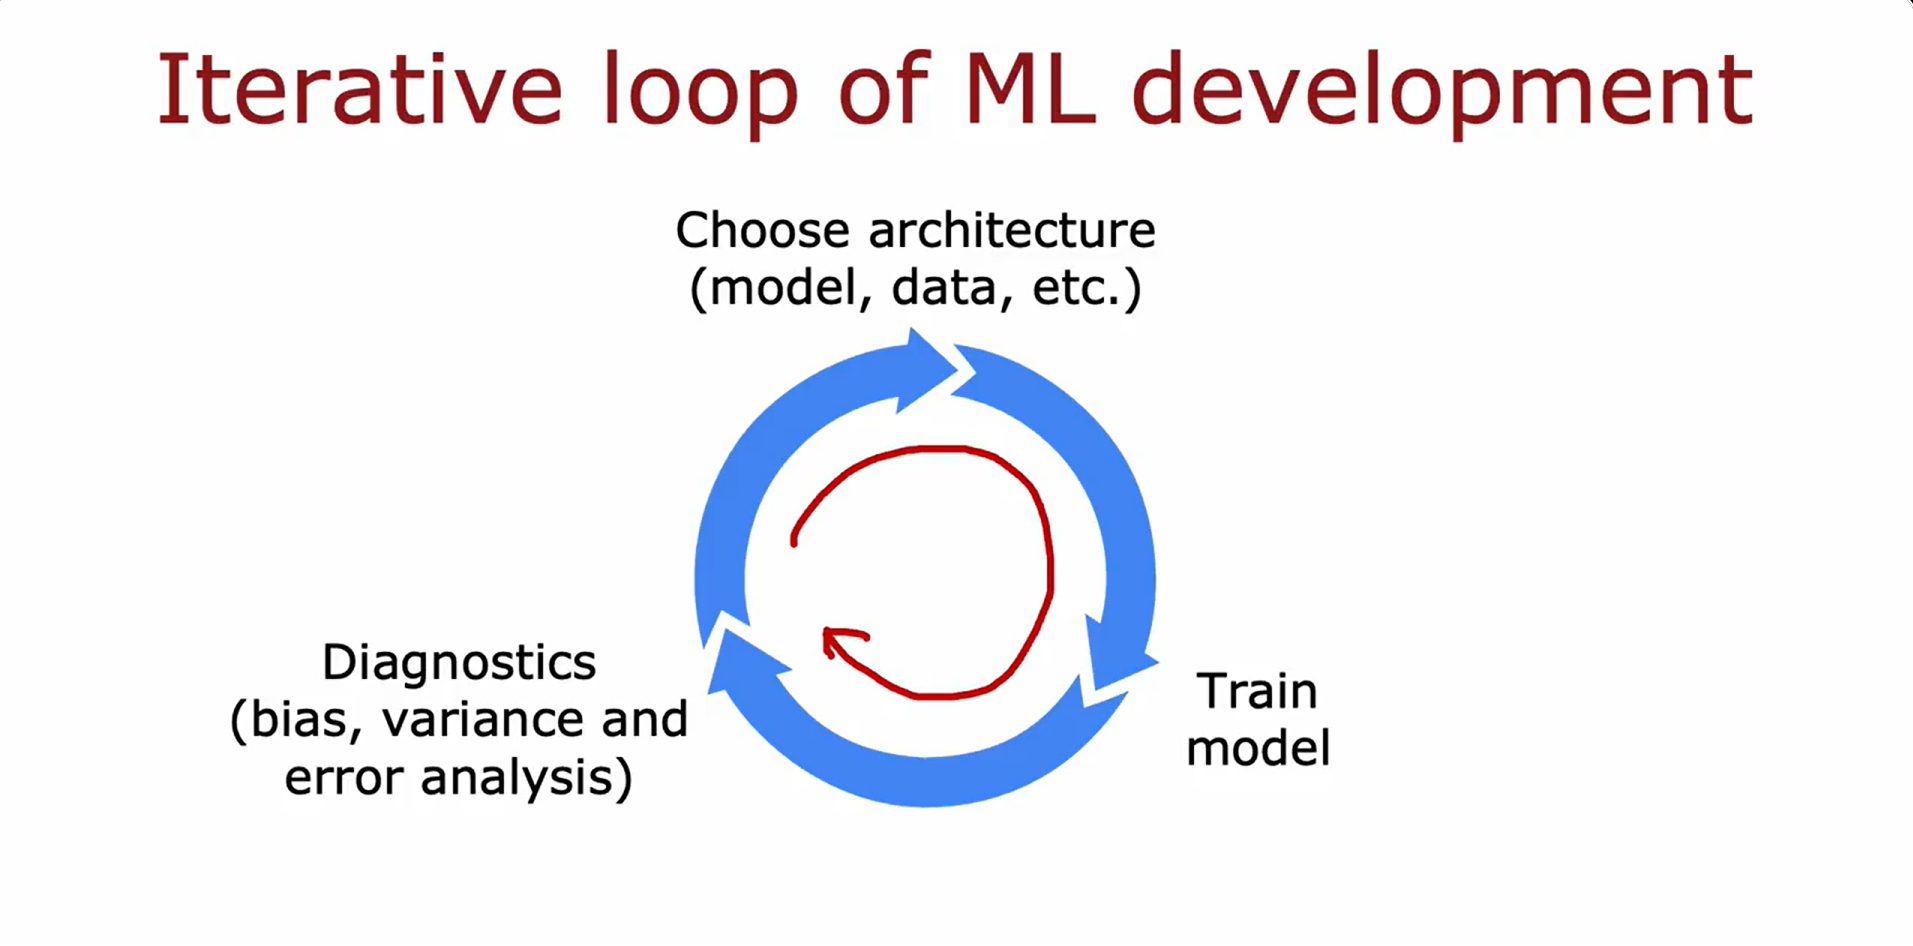 Iterative loop of ML development
Choose architecture
(model, data, etc.)
Diagnostics
(bias, variance and
error analysis)
Train
model